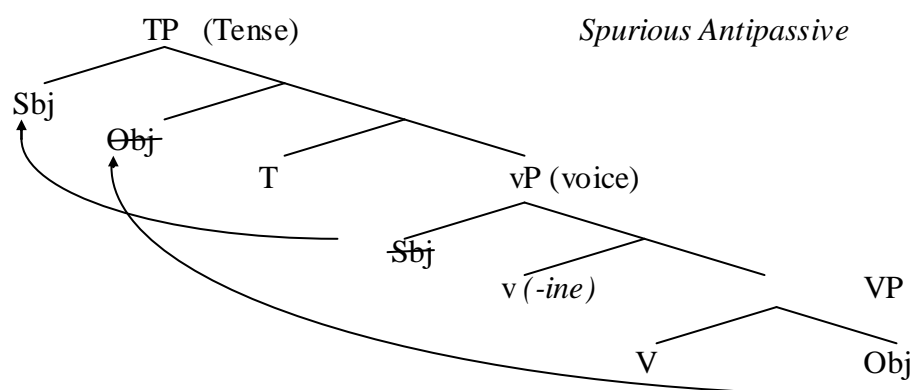 TP (Tense) Spurious Antipassive
Sbj
Obj
T vP (voice)
Sbj
v (-ine) VP
V Obj